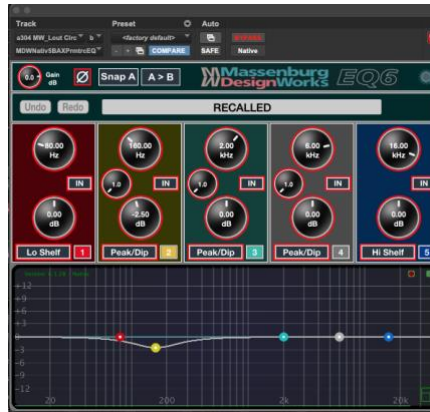 Track Preset Auto
a304 MW_Lout Circ b <factory default>
MDWNativ5BAXPrmtrcEQ - + COMPARE SAFE Native
BYPASS
0.0 Gain dB Ø Snap A A > B Massenburg DesignWorks EQ6
Undo Redo RECALLED
80.00 Hz 160.00 Hz 2.00 kHz 6.00 kHz 16.00 kHz
IN 1.0 IN 1.0 IN 1.0 IN IN
0.00 dB -2.50 dB 0.00 dB 0.00 dB 0.00 dB
Lo Shelf 1 Peak/Dip 2 Peak/Dip 3 Peak/Dip 4 Hi Shelf 5
+12
+9
+6
+3
0
-3
-6
-9
-12
20 200 2k 20k